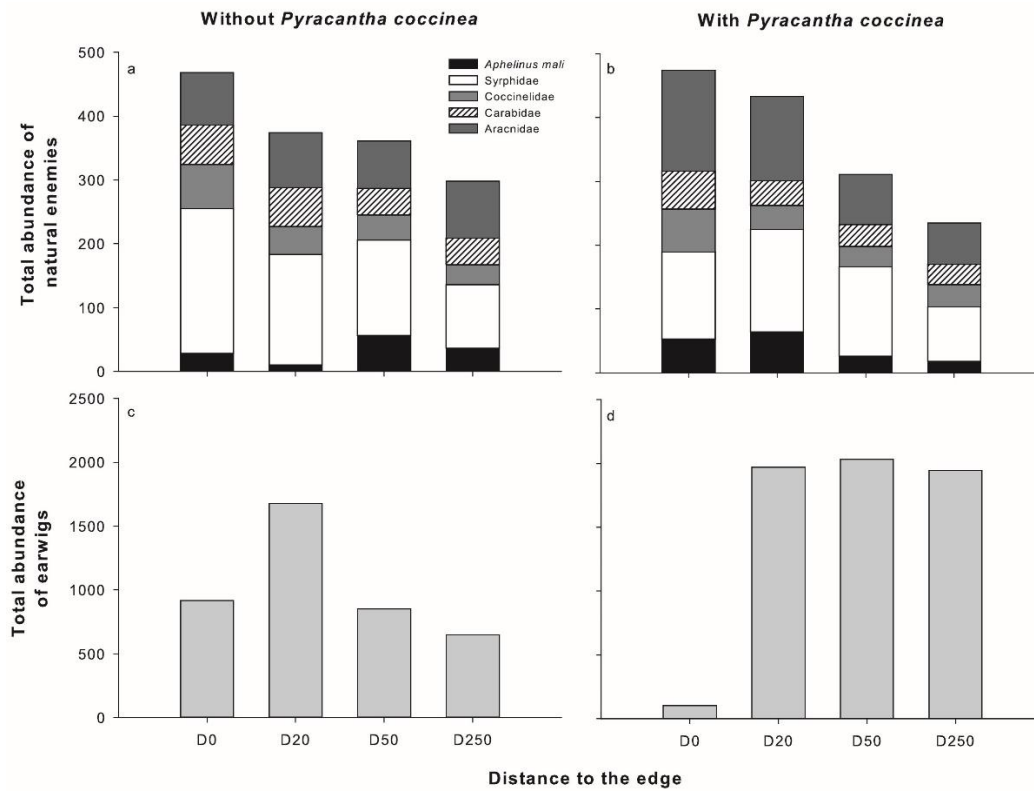 Without Pyracantha coccinea
With Pyracantha coccinea
Total abundance of
natural enemies
500
400
300
200
100
0
a
Aphelinus mali
Syrphidae
Coccinelidae
Carabidae
Aracnidae
b
Total abundance
of earwigs
2500
2000
1500
1000
500
0
c
d
D0 D20 D50 D250
D0 D20 D50 D250
Distance to the edge